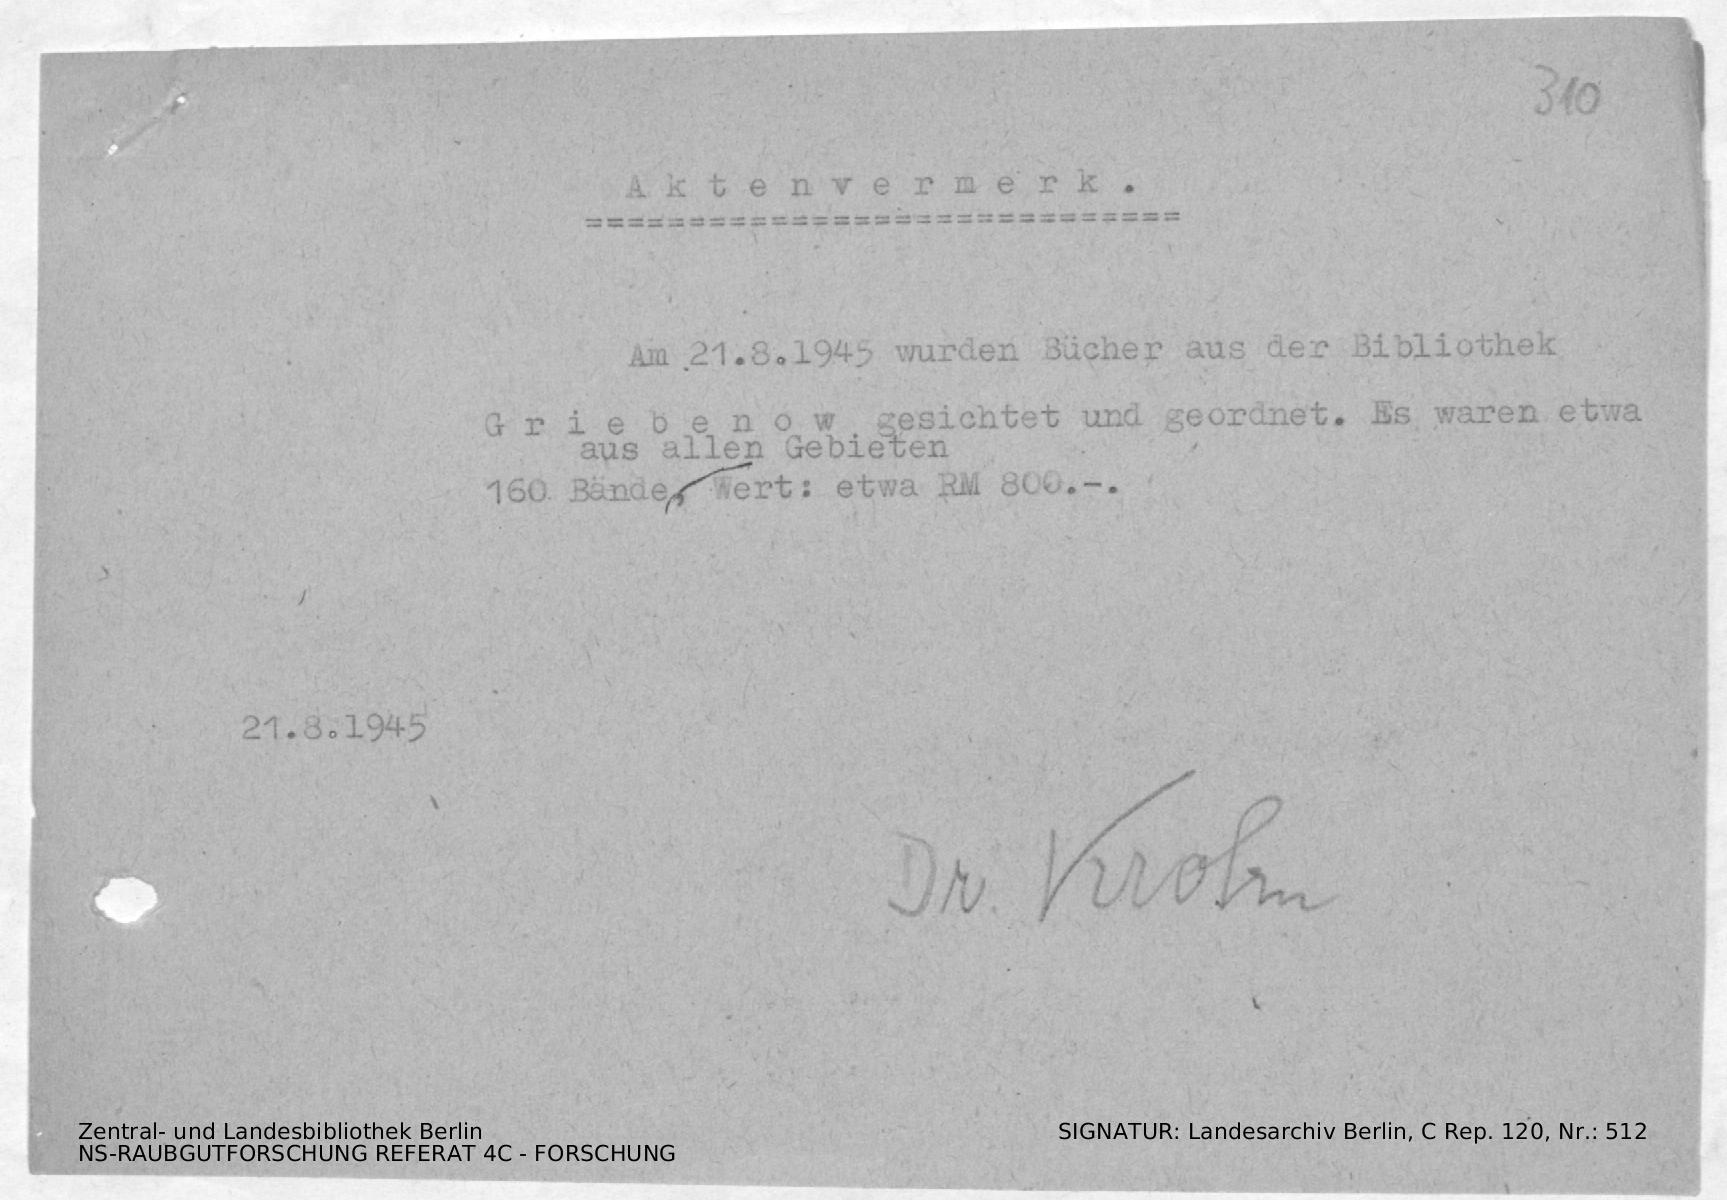 310
Aktenvermerk.
=============================
Am 21.8.1945 wurden Bücher aus der Bibliothek
Griebenow gesichtet und geordnet. Es waren etwa
aus allen Gebieten
160 Bände, Wert: etwa RM 800.-.
21.8.1945
Dr. Krohn
Zentral- und Landesbibliothek Berlin
NS-RAUBGUTFORSCHUNG REFERAT 4C - FORSCHUNG
SIGNATUR: Landesarchiv Berlin, C Rep. 120, Nr.: 512